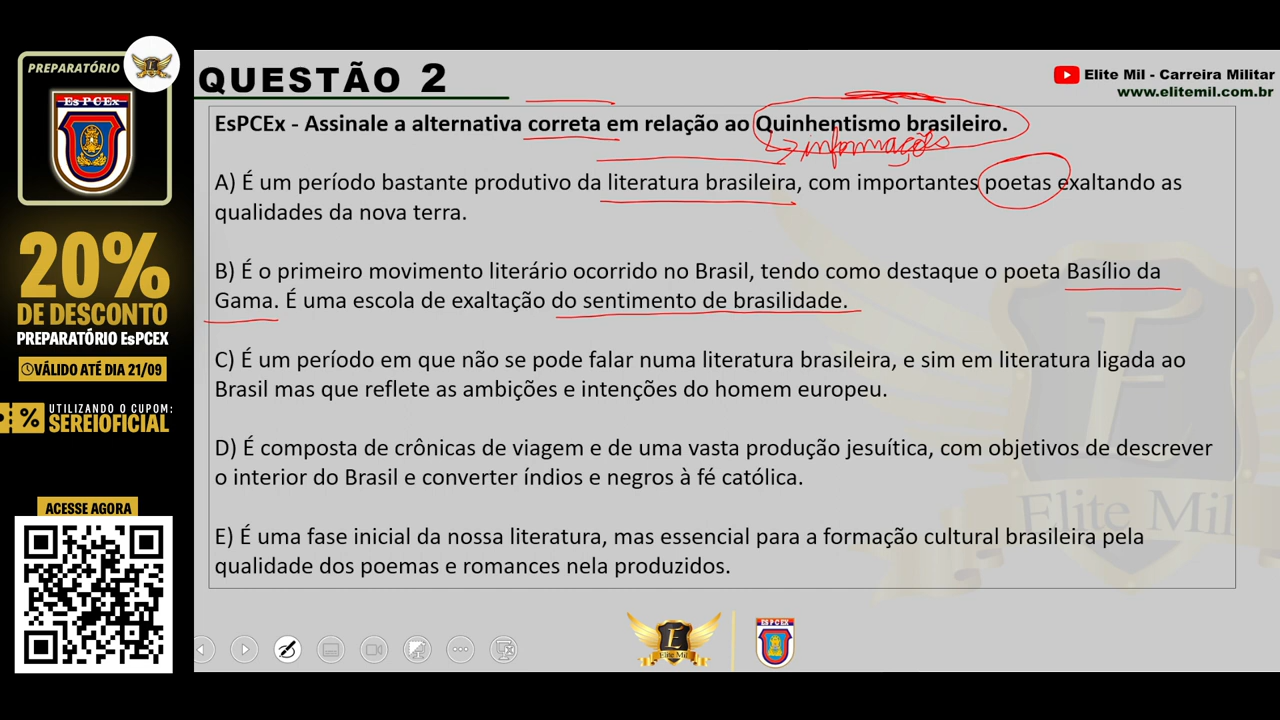 PREPARATÓRIO
EsPCEx
20%
DE DESCONTO
PREPARATÓRIO EsPCEX
VÁLIDO ATÉ DIA 21/09
% UTILIZANDO O CUPOM:
SEREIOFICIAL
ACESSE AGORA
QUESTÃO 2
Elite Mil - Carreira Militar
www.elitemil.com.br
EsPCEx - Assinale a alternativa correta em relação ao Quinhentismo brasileiro.
informações
A) É um período bastante produtivo da literatura brasileira, com importantes poetas exaltando as
qualidades da nova terra.
B) É o primeiro movimento literário ocorrido no Brasil, tendo como destaque o poeta Basílio da
Gama. É uma escola de exaltação do sentimento de brasilidade.
C) É um período em que não se pode falar numa literatura brasileira, e sim em literatura ligada ao
Brasil mas que reflete as ambições e intenções do homem europeu.
D) É composta de crônicas de viagem e de uma vasta produção jesuítica, com objetivos de descrever
o interior do Brasil e converter índios e negros à fé católica.
E) É uma fase inicial da nossa literatura, mas essencial para a formação cultural brasileira pela
qualidade dos poemas e romances nela produzidos.
E
Elite Mil
E
Elite Mil
ESPCEX